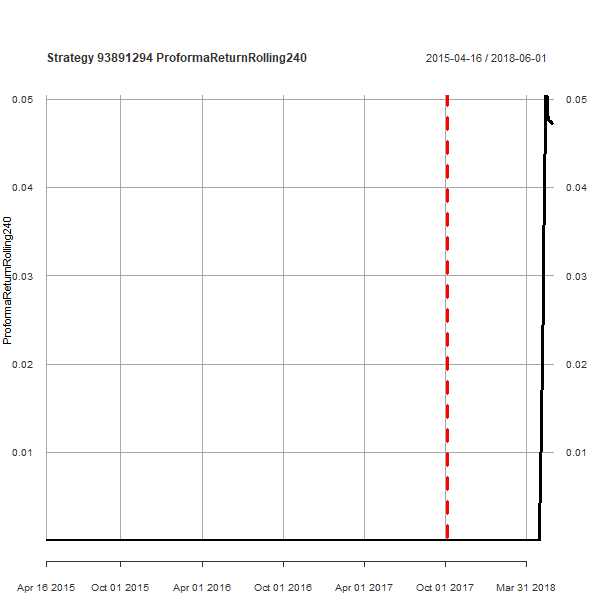 Strategy 93891294 ProformaReturnRolling240
2015-04-16 / 2018-06-01
ProformaReturnRolling240
0.05
0.04
0.03
0.02
0.01
0.05
0.04
0.03
0.02
0.01
Apr 16 2015
Oct 01 2015
Apr 01 2016
Oct 01 2016
Apr 01 2017
Oct 01 2017
Mar 31 2018